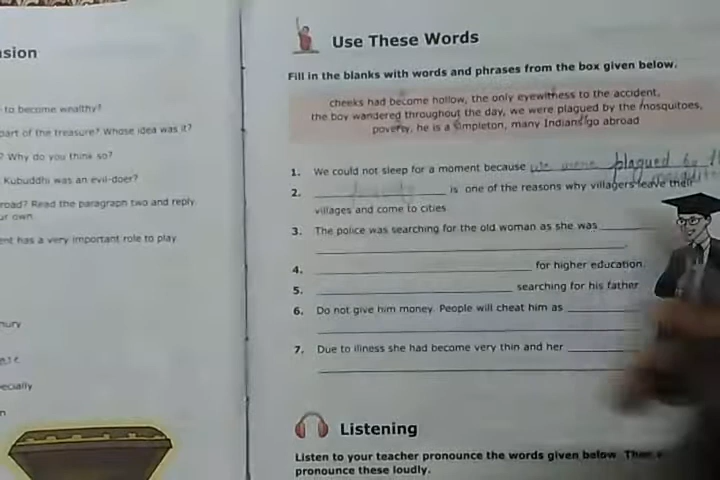 sion
to become wealthy?
part of the treasure? Whose idea was it?
? Why do you think so?
Kubuddhi was an evil-doer?
road? Read the paragraph two and reply
ur own.
ent has a very important role to play
ecially
Use These Words
Fill in the blanks with words and phrases from the box given below.
cheeks had become hollow, the only eyewitness to the accident,
the boy wandered throughout the day, we were plagued by the mosquitoes,
poverty, he is a simpleton, many Indians go abroad
1. We could not sleep for a moment because we were plagued by
2. is one of the reasons why villagers leave their
villages and come to cities
3. The police was searching for the old woman as she was
4. for higher education.
5. searching for his father
6. Do not give him money. People will cheat him as
7. Due to illness she had become very thin and her
Listening
Listen to your teacher pronounce the words given below
pronounce these loudly.